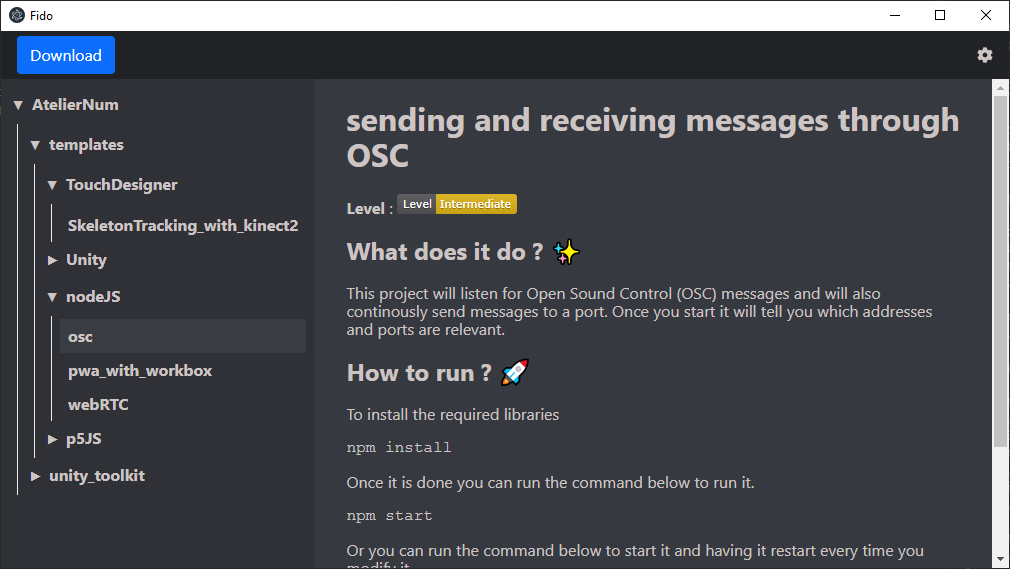 Fido
Download
AtelierNum
templates
TouchDesigner
SkeletonTracking_with_kinect2
Unity
nodeJS
osc
pwa_with_workbox
webRTC
p5JS
unity_toolkit
sending and receiving messages through
OSC
Level : Level Intermediate
What does it do ? ✨
This project will listen for Open Sound Control (OSC) messages and will also
continously send messages to a port. Once you start it will tell you which addresses
and ports are relevant.
How to run ? 🚀
To install the required libraries
npm install
Once it is done you can run the command below to run it.
npm start
Or you can run the command below to start it and having it restart every time you
modify it